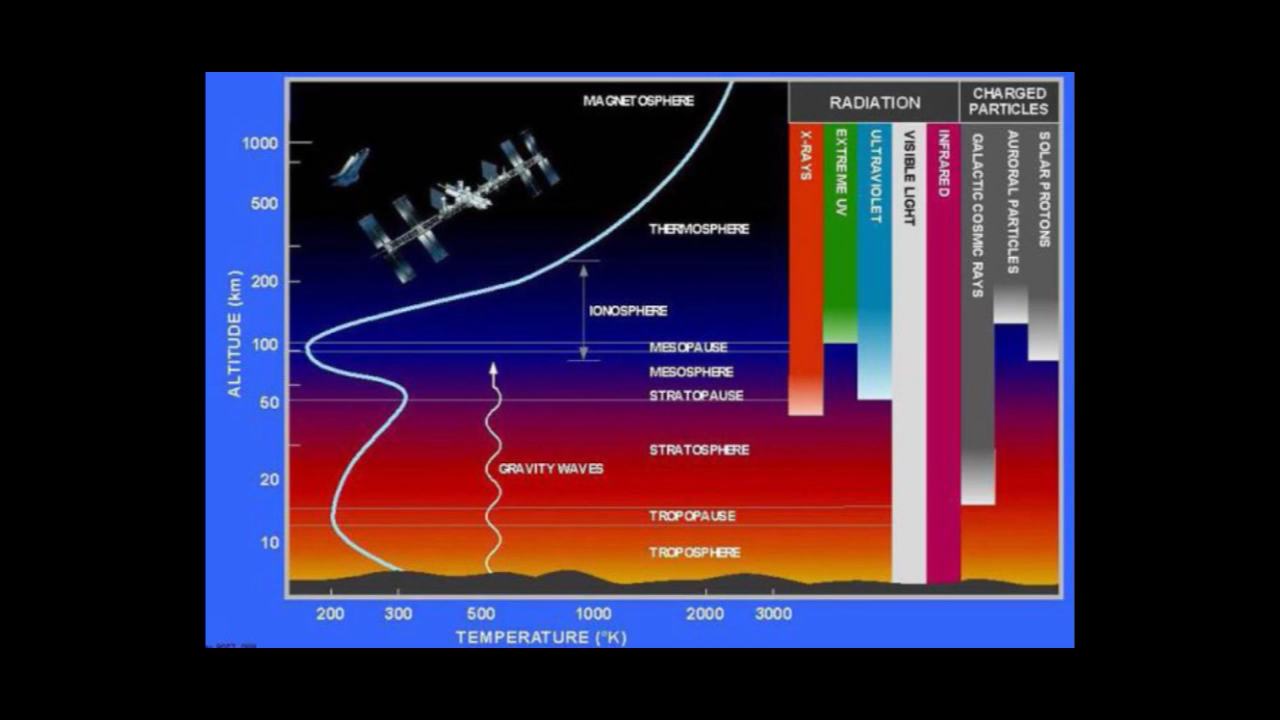 MAGNETOSPHERE
RADIATION
CHARGED
PARTICLES
X-RAYS
EXTREME UV
ULTRAVIOLET
VISIBLE LIGHT
INFRARED
GALACTIC COSMIC RAYS
AURORAL PARTICLES
SOLAR PROTONS
1000
500
200
100
50
20
10
ALTITUDE (km)
THERMOSPHERE
IONOSPHERE
MESOPAUSE
MESOSPHERE
STRATOPAUSE
STRATOSPHERE
GRAVITY WAVES
TROPOPAUSE
TROPOSPHERE
200 300 500 1000 2000 3000
TEMPERATURE (°K)